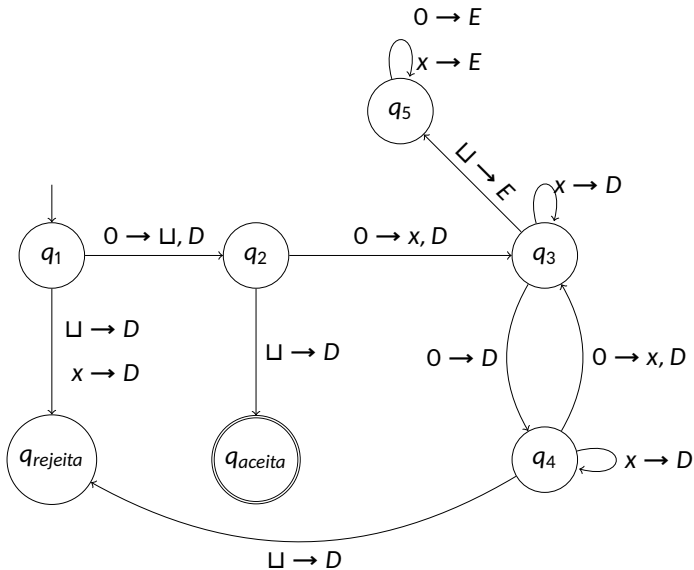 0 → E
x → E
q5
⊔ → E
x → D
q1
0 → ⊔, D
q2
0 → x, D
q3
⊔ → D
x → D
⊔ → D
0 → D
0 → x, D
qrejeita
qaceita
q4
x → D
⊔ → D